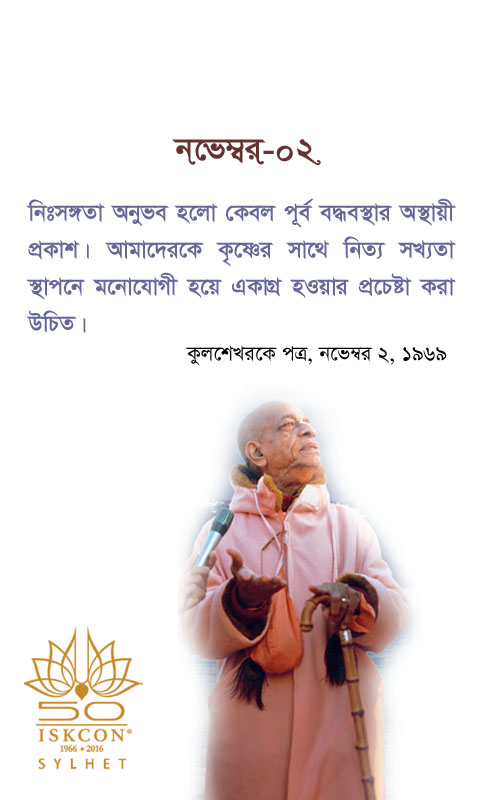 নভেম্বর-০২
নিঃসঙ্গতা অনুভব হলো কেবল পূর্ব বদ্ধবস্থার অস্থায়ী
প্রকাশ। আমাদেরকে কৃষ্ণের সাথে নিত্য সখ্যতা
স্থাপনে মনোযোগী হয়ে একাগ্র হওয়ার প্রচেষ্টা করা
উচিত।
কুলশেখরকে পত্র, নভেম্বর ২, ১৯৬৯
50
ISKCON®
1966 • 2016
SYLHET